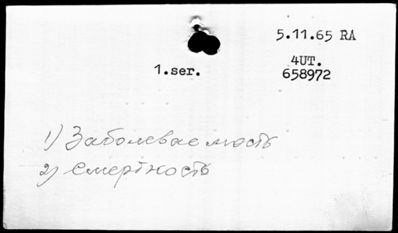 5.11.65 RA
4UT.
1.ser.
658972
1) Заболеваемость
2) смертность